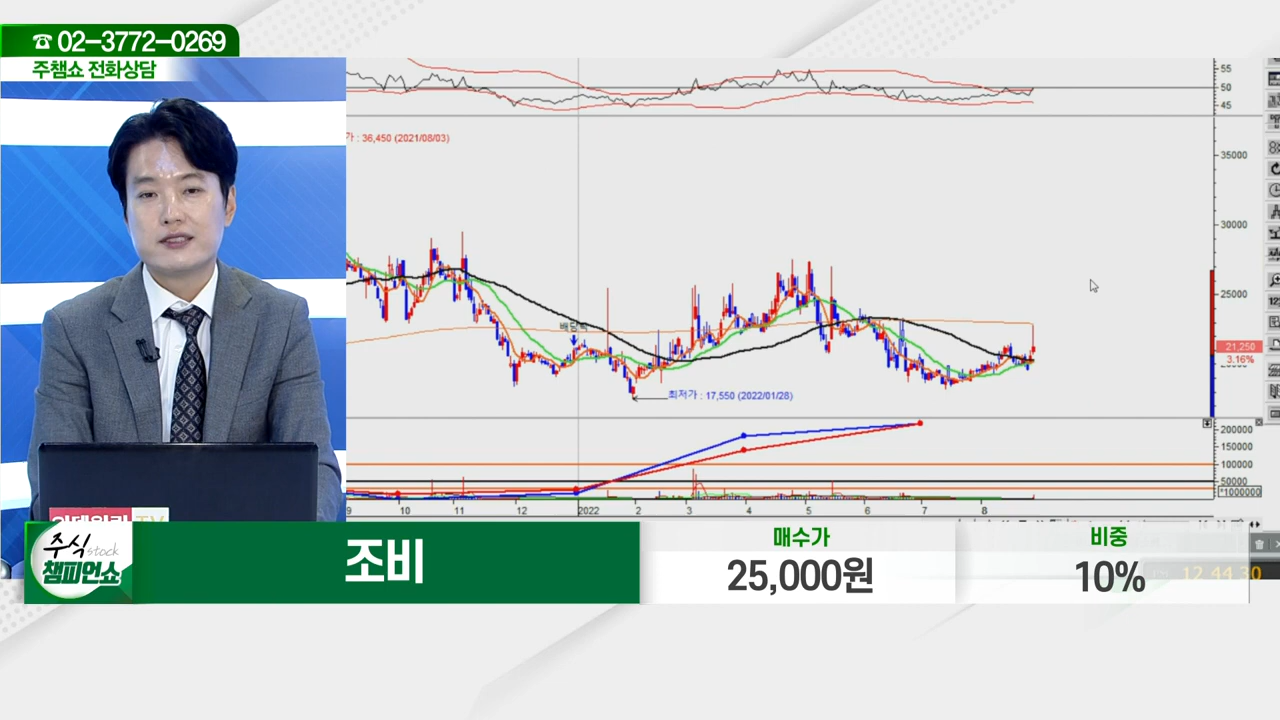 ☎ 02-3772-0269
주챔쇼 전화상담
55
50
45
가 : 36,450 (2021/08/03)
35000
30000
25000
21,250
3.16%
최저가 : 17,550 (2022/01/28)
200000
150000
100000
50000
*1000000
9 10 11 12 2022 2 3 4 5 6 7 8
주식 stock
챔피언쇼
조비
매수가
25,000원
비중
10%
12 44 30